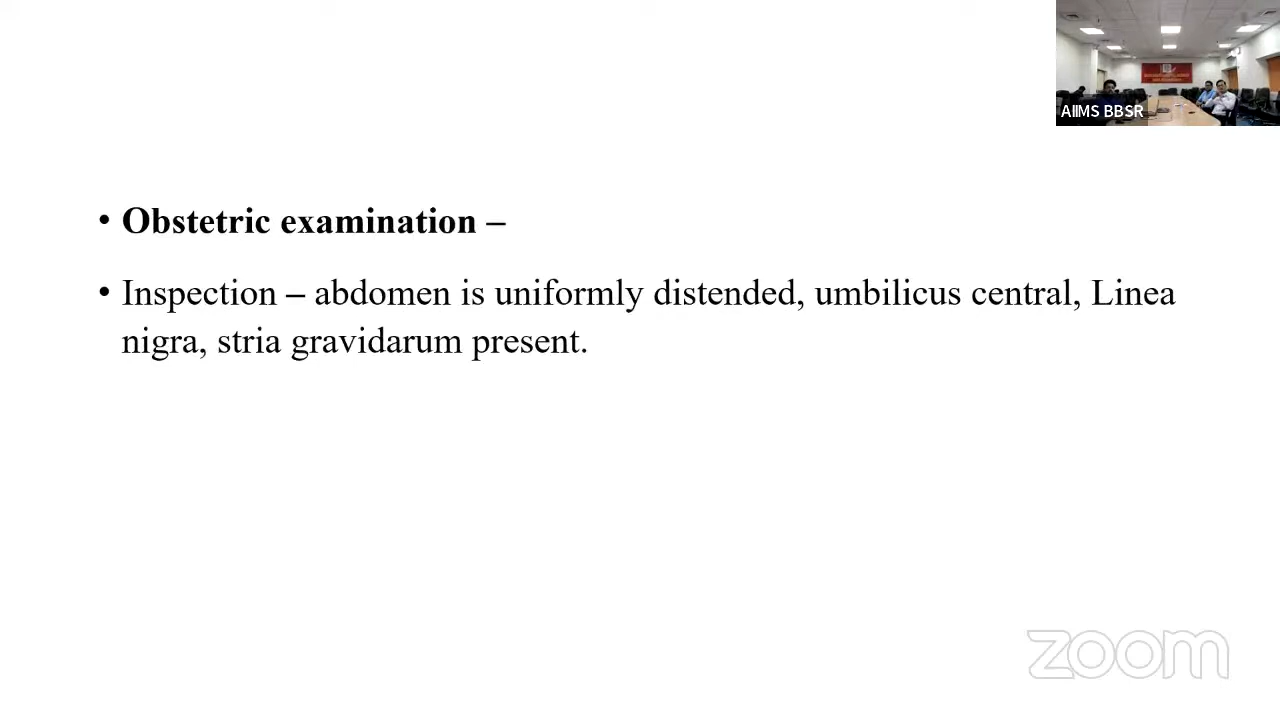 AIIMS BBSR
• Obstetric examination –
• Inspection – abdomen is uniformly distended, umbilicus central, Linea
nigra, stria gravidarum present.
zoom